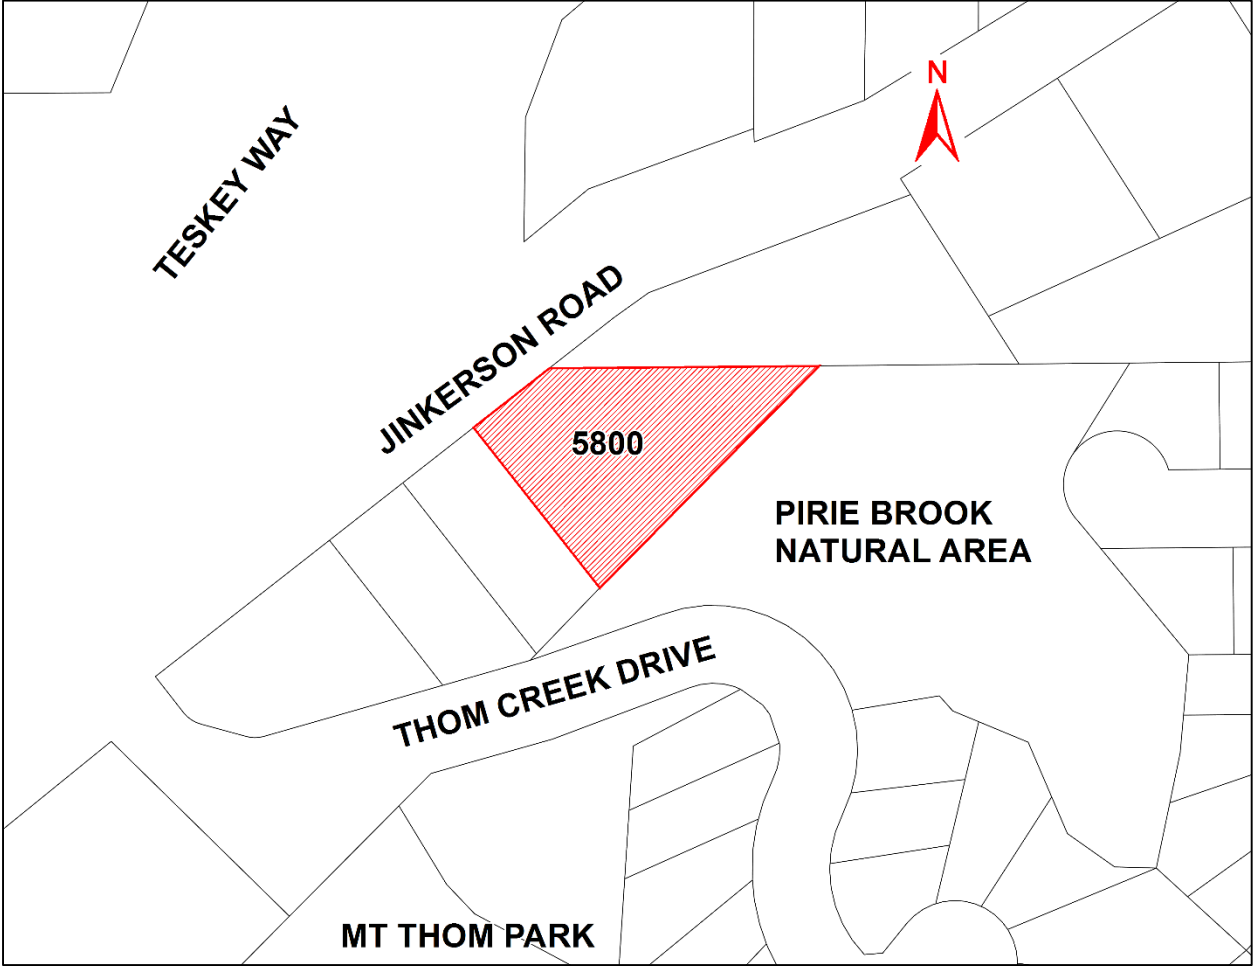 N
TESKEY WAY
JINKERSON ROAD
5800
PIRIE BROOK
NATURAL AREA
THOM CREEK DRIVE
MT THOM PARK